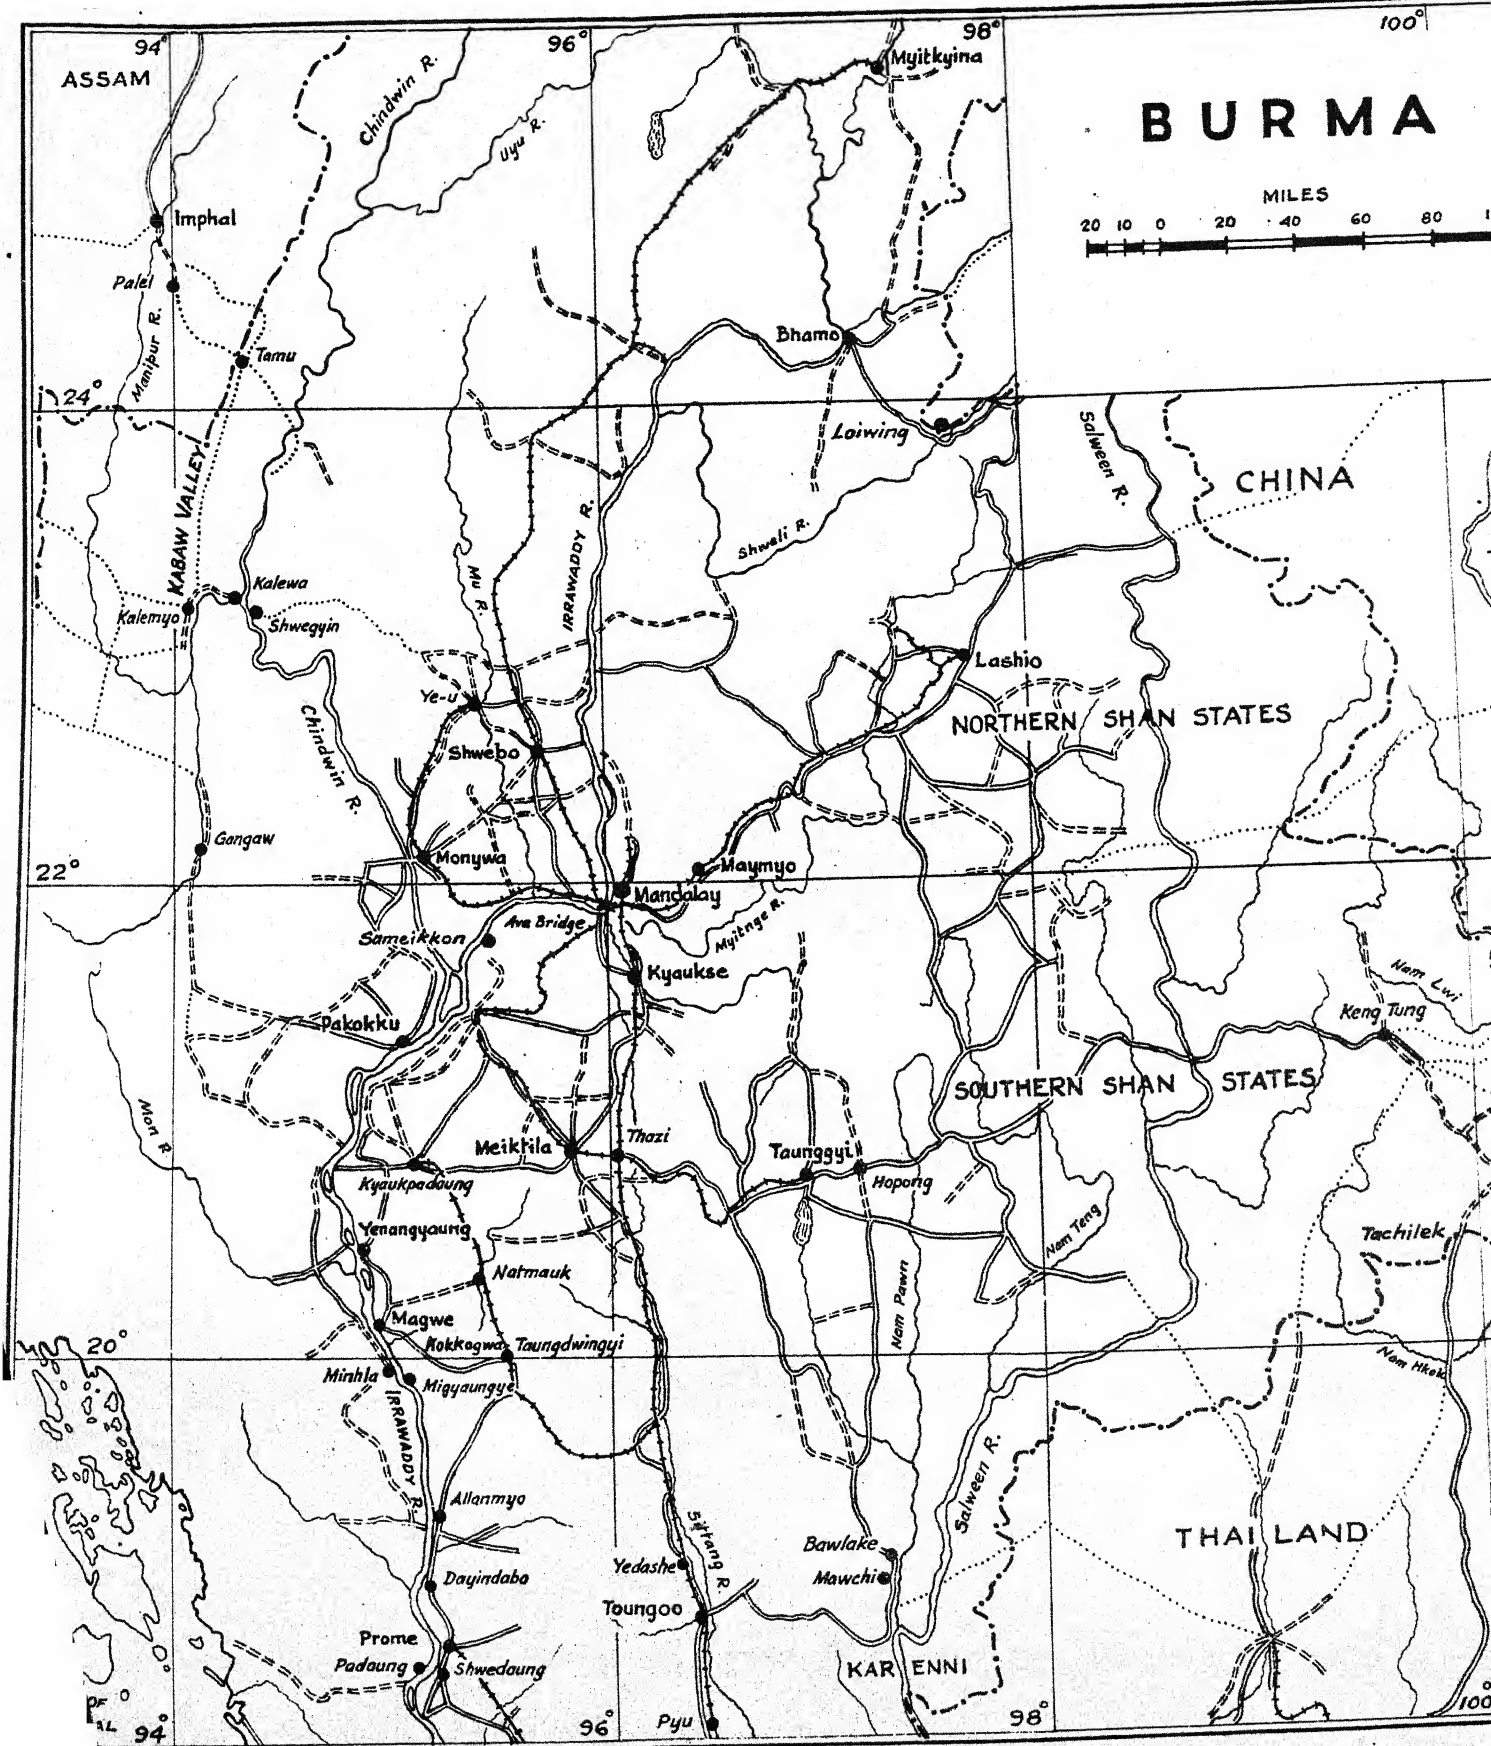 94°
96°
98°
100°
ASSAM
Chindwin R.
Uyu R.
Myitkyina
BURMA
MILES
20 10 0 20 40 60 80
Imphal
Palel
Manipur R.
Tamu
Bhamo
24°
Loiwing
Salween R.
CHINA
KABAW VALLEY
Mu R.
IRRAWADDY R.
Shweli R.
Kalewa
Kalemyo
Shwegyin
Lashio
Ye-u
NORTHERN SHAN STATES
Chindwin R.
Shwebo
Gangaw
Monywa
Maymyo
22°
Mandalay
Ava Bridge
Myitnge R.
Sameikkon
Kyaukse
Nam Lwi
Keng Tung
Pakokku
SOUTHERN SHAN STATES
Mon R.
Meiktila
Thazi
Taunggyi
Hopong
Kyaukpadaung
Yenangyaung
Nam Teng
Tachilek
Natmauk
Nam Pawn
Magwe
Kokkogwa
Taungdwingyi
20°
Minhla
Migyaungye
Nam Hkok
IRRAWADDY R.
Salween R.
Allanmyo
Sittang R.
THAILAND
Bawlake
Yedashe
Mawchi
Dayindabo
Toungoo
Prome
Padaung
Shwedaung
KARENNI
Pyu
94°
96°
98°
100°